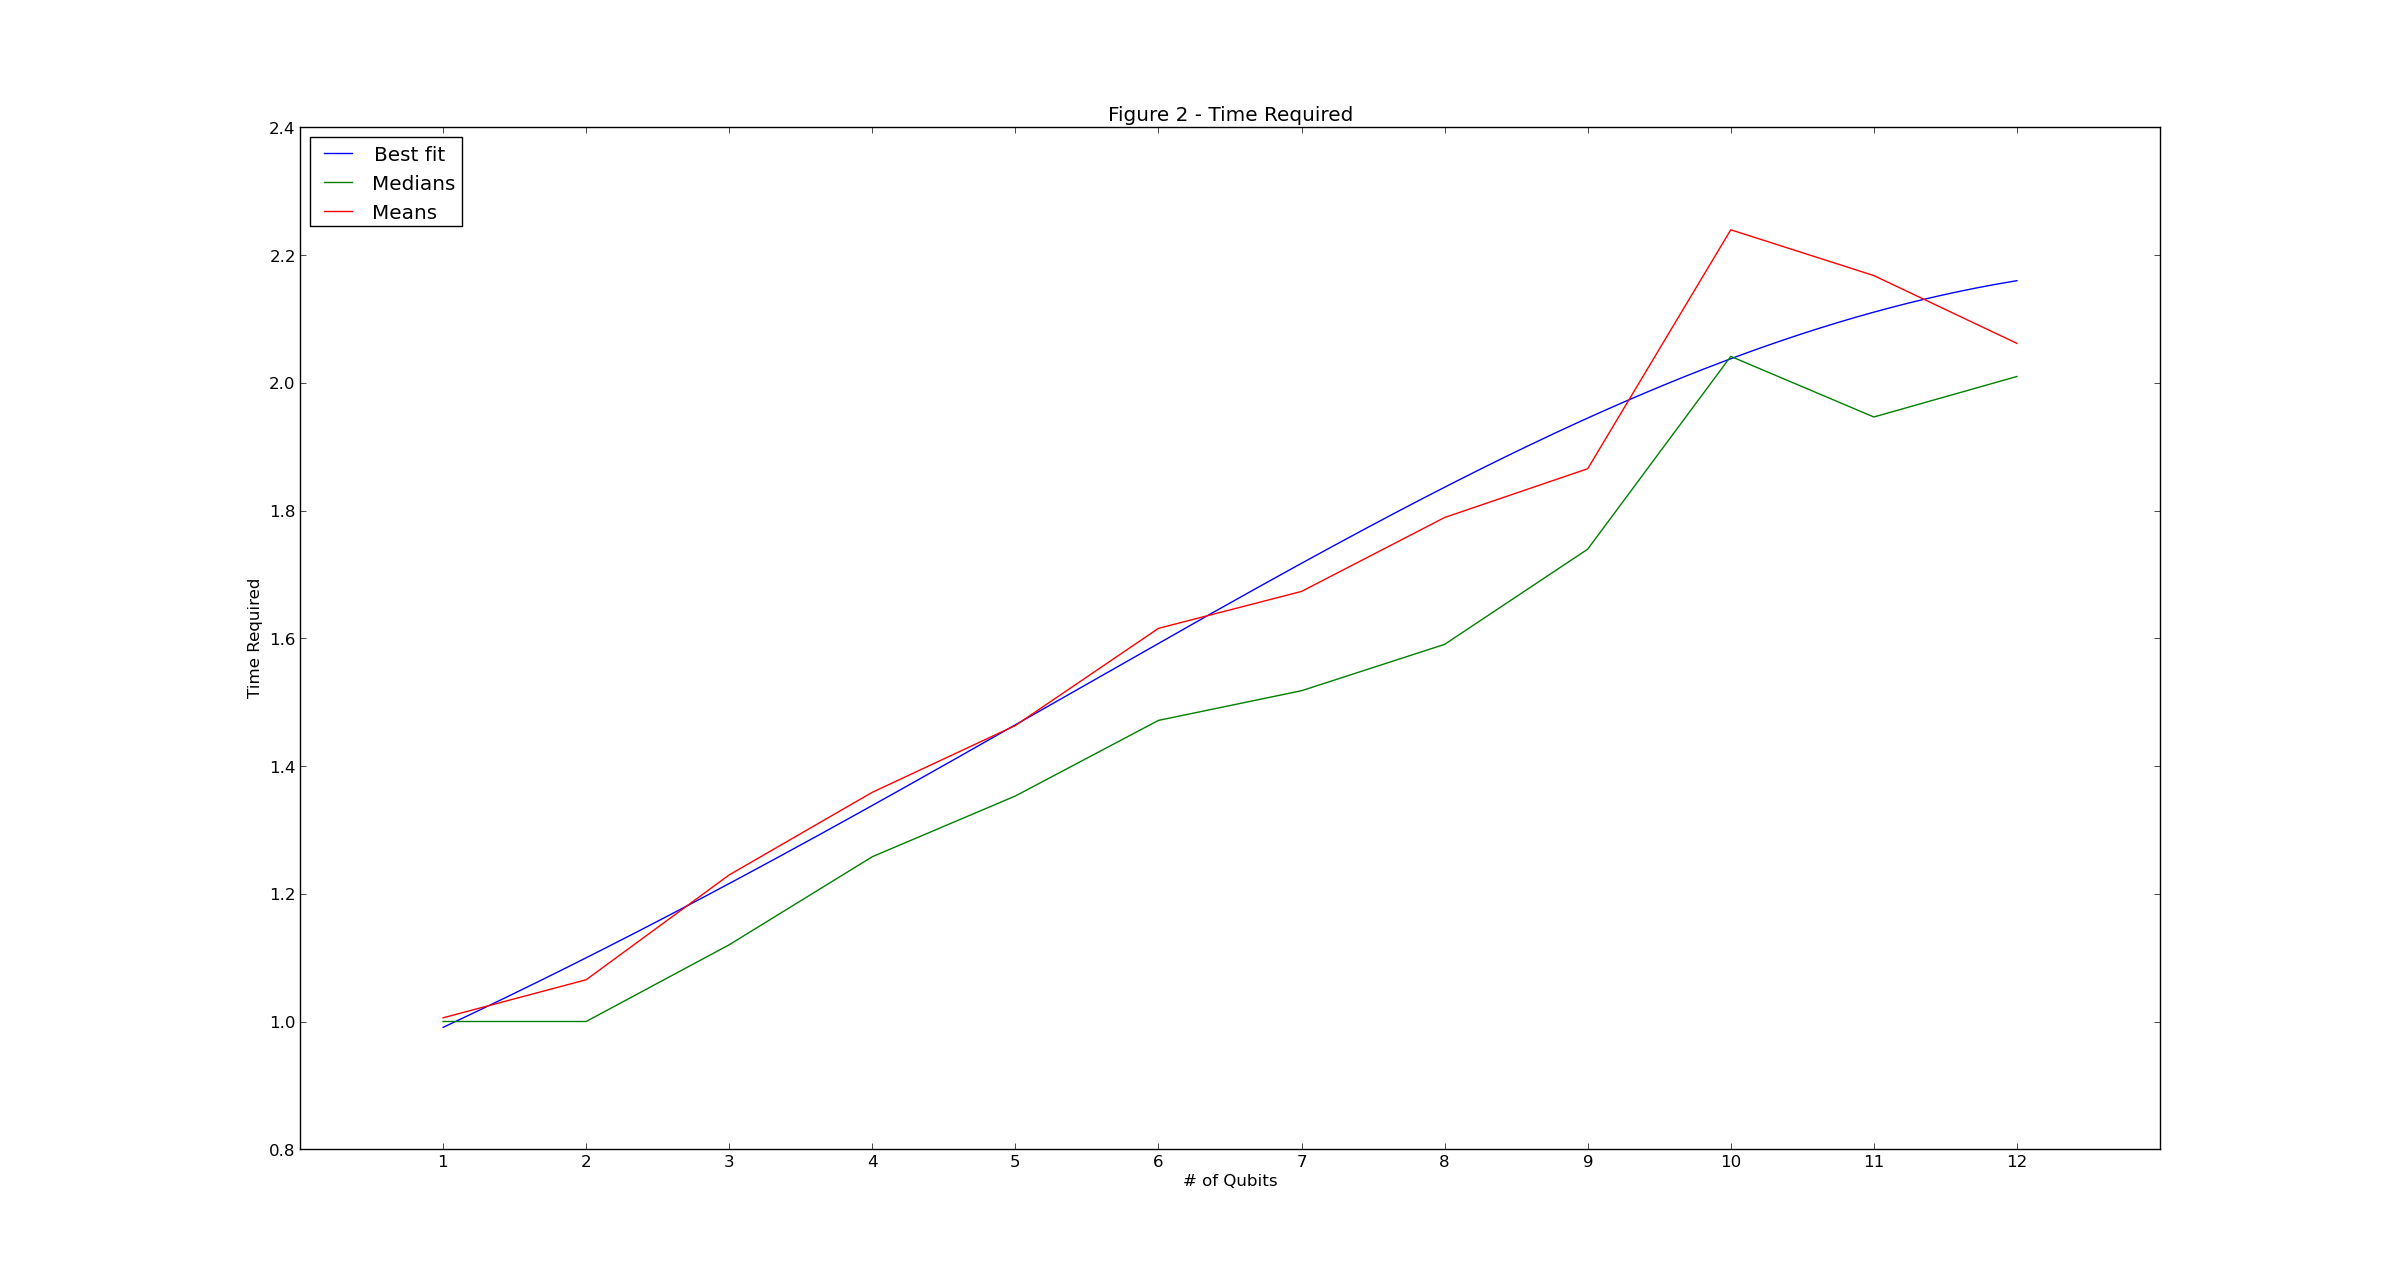 Figure 2 - Time Required
2.4
2.2
2.0
1.8
1.6
1.4
1.2
1.0
0.8
Best fit
Medians
Means
Time Required
1 2 3 4 5 6 7 8 9 10 11 12
# of Qubits